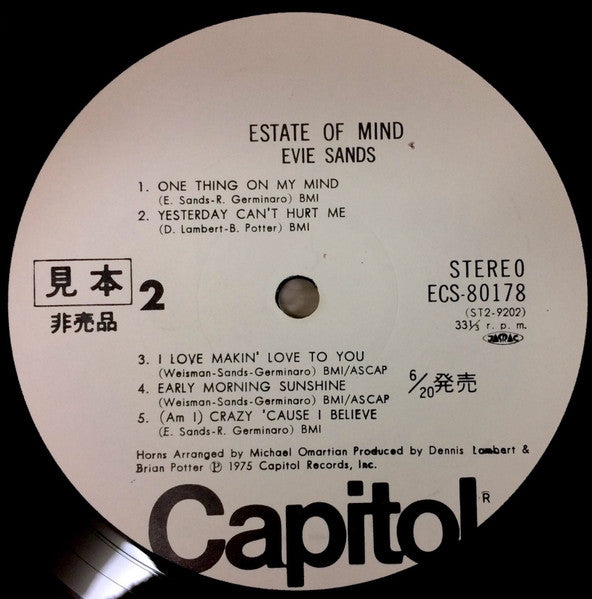 ESTATE OF MIND
EVIE SANDS
1. ONE THING ON MY MIND
(E. Sands-R. Germinaro) BMI
2. YESTERDAY CAN'T HURT ME
(D. Lambert-B. Potter) BMI
見本
非売品
2
STEREO
ECS-80178
(ST2-9202)
33⅓ r. p. m.
JASRAC
3. I LOVE MAKIN' LOVE TO YOU
(Weisman-Sands-Germinaro) BMI/ASCAP
4. EARLY MORNING SUNSHINE
(Weisman-Sands-Germinaro) BMI/ASCAP
5. (Am I) CRAZY 'CAUSE I BELIEVE
(E. Sands-R. Germinaro) BMI
6/20発売
Horns Arranged by Michael Omartian Produced by Dennis Lambert &
Brian Potter Ⓟ 1975 Capitol Records, Inc.
Capitol®